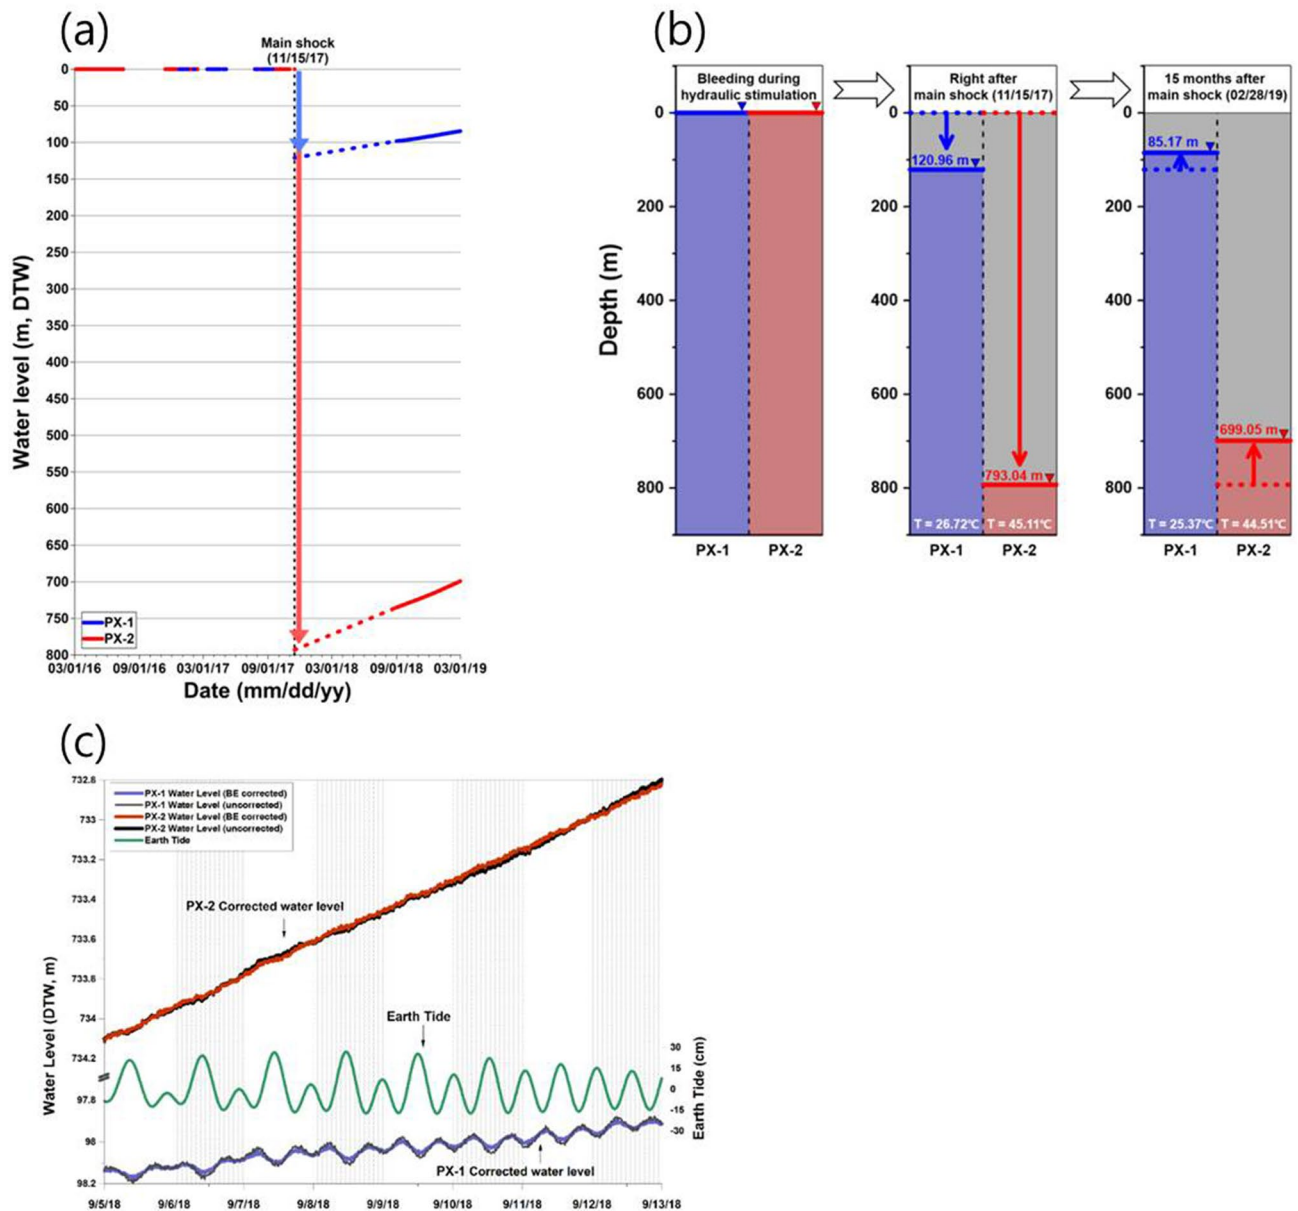 (a)
Main shock
(11/15/17)
Water level (m, DTW)
0
50
100
150
200
250
300
350
400
450
500
550
600
650
700
750
800
PX-1
PX-2
03/01/16 09/01/16 03/01/17 09/01/17 03/01/18 09/01/18 03/01/19
Date (mm/dd/yy)
(b)
Depth (m)
Bleeding during
hydraulic stimulation
0
200
400
600
800
PX-1 PX-2
Right after
main shock (11/15/17)
0
200
400
600
800
120.96 m
793.04 m
T = 26.72℃ T = 45.11℃
PX-1 PX-2
15 months after
main shock (02/28/19)
0
200
400
600
800
85.17 m
699.05 m
T = 25.37℃ T = 44.51℃
PX-1 PX-2
(c)
Water Level (DTW, m)
732.8
733
733.2
733.4
733.6
733.8
734
734.2
97.8
98
98.2
PX-1 Water Level (BE corrected)
PX-1 Water Level (uncorrected)
PX-2 Water Level (BE corrected)
PX-2 Water Level (uncorrected)
Earth Tide
PX-2 Corrected water level
Earth Tide
PX-1 Corrected water level
30
15
0
-15
-30
Earth Tide (cm)
9/5/18 9/6/18 9/7/18 9/8/18 9/9/18 9/10/18 9/11/18 9/12/18 9/13/18